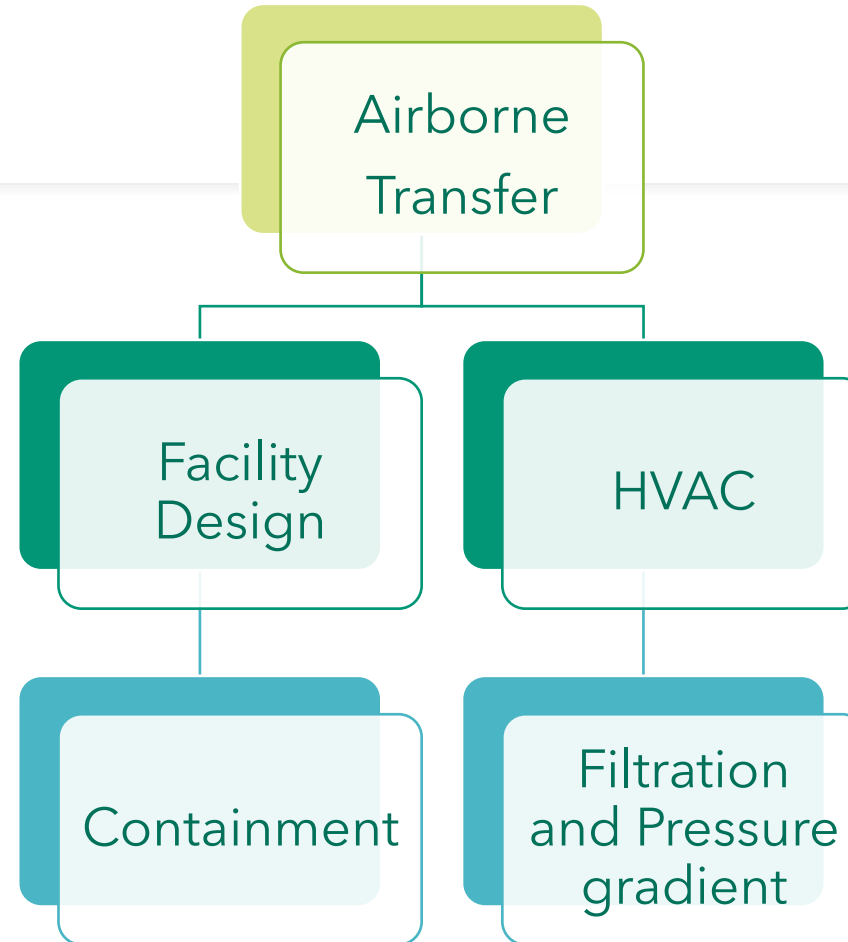 Airborne
Transfer
Facility
Design
HVAC
Containment
Filtration
and Pressure
gradient